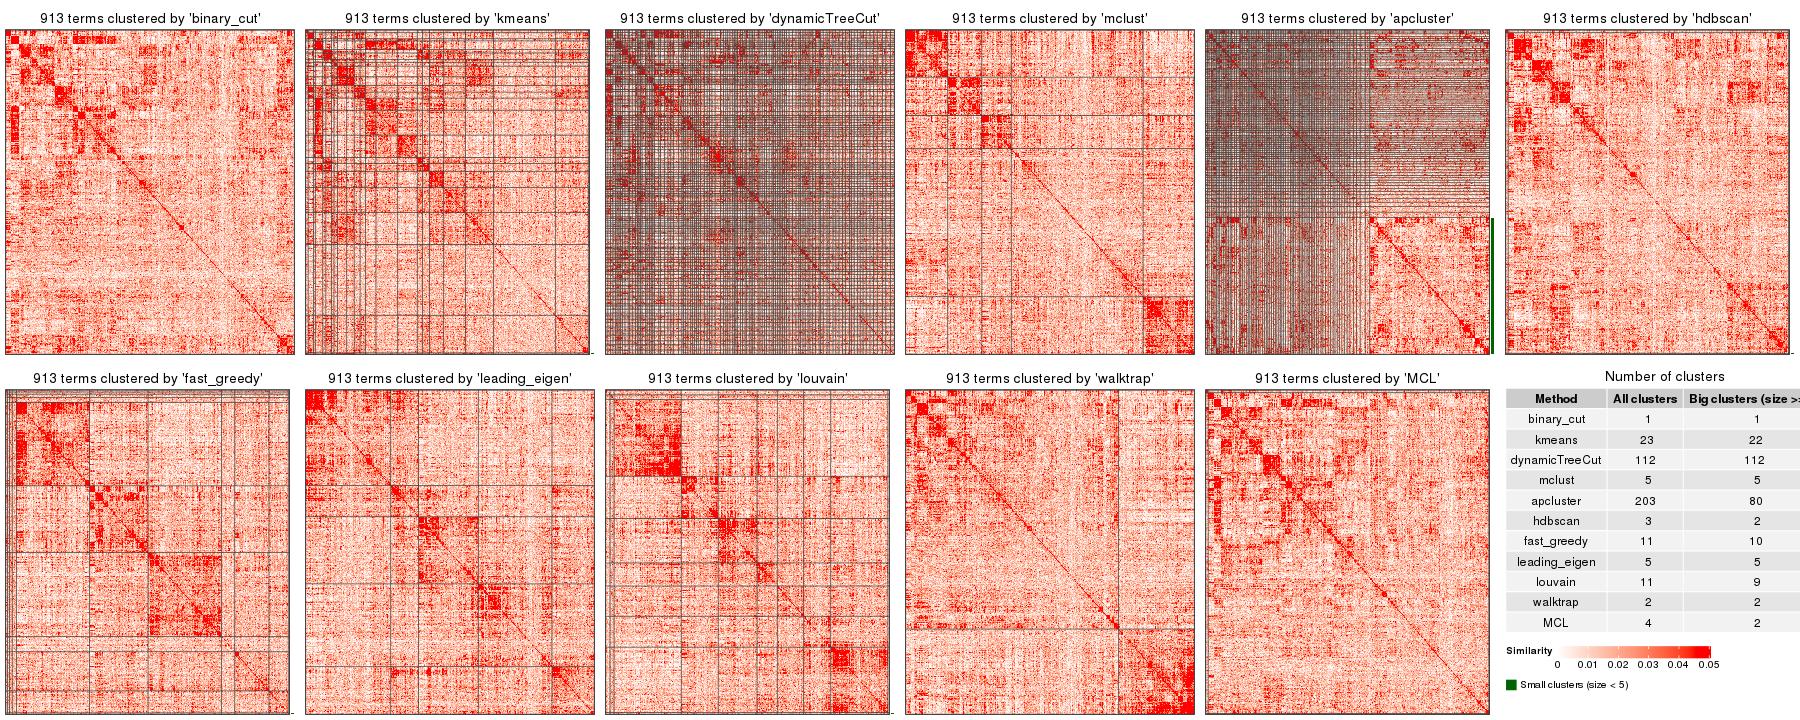 913 terms clustered by 'binary_cut'
913 terms clustered by 'kmeans'
913 terms clustered by 'dynamicTreeCut'
913 terms clustered by 'mclust'
913 terms clustered by 'apcluster'
913 terms clustered by 'hdbscan'
913 terms clustered by 'fast_greedy'
913 terms clustered by 'leading_eigen'
913 terms clustered by 'louvain'
913 terms clustered by 'walktrap'
913 terms clustered by 'MCL'
Number of clusters
Method All clusters Big clusters (size >
binary_cut 1 1
kmeans 23 22
dynamicTreeCut 112 112
mclust 5 5
apcluster 203 80
hdbscan 3 2
fast_greedy 11 10
leading_eigen 5 5
louvain 11 9
walktrap 2 2
MCL 4 2
Similarity
0 0.01 0.02 0.03 0.04 0.05
Small clusters (size < 5)